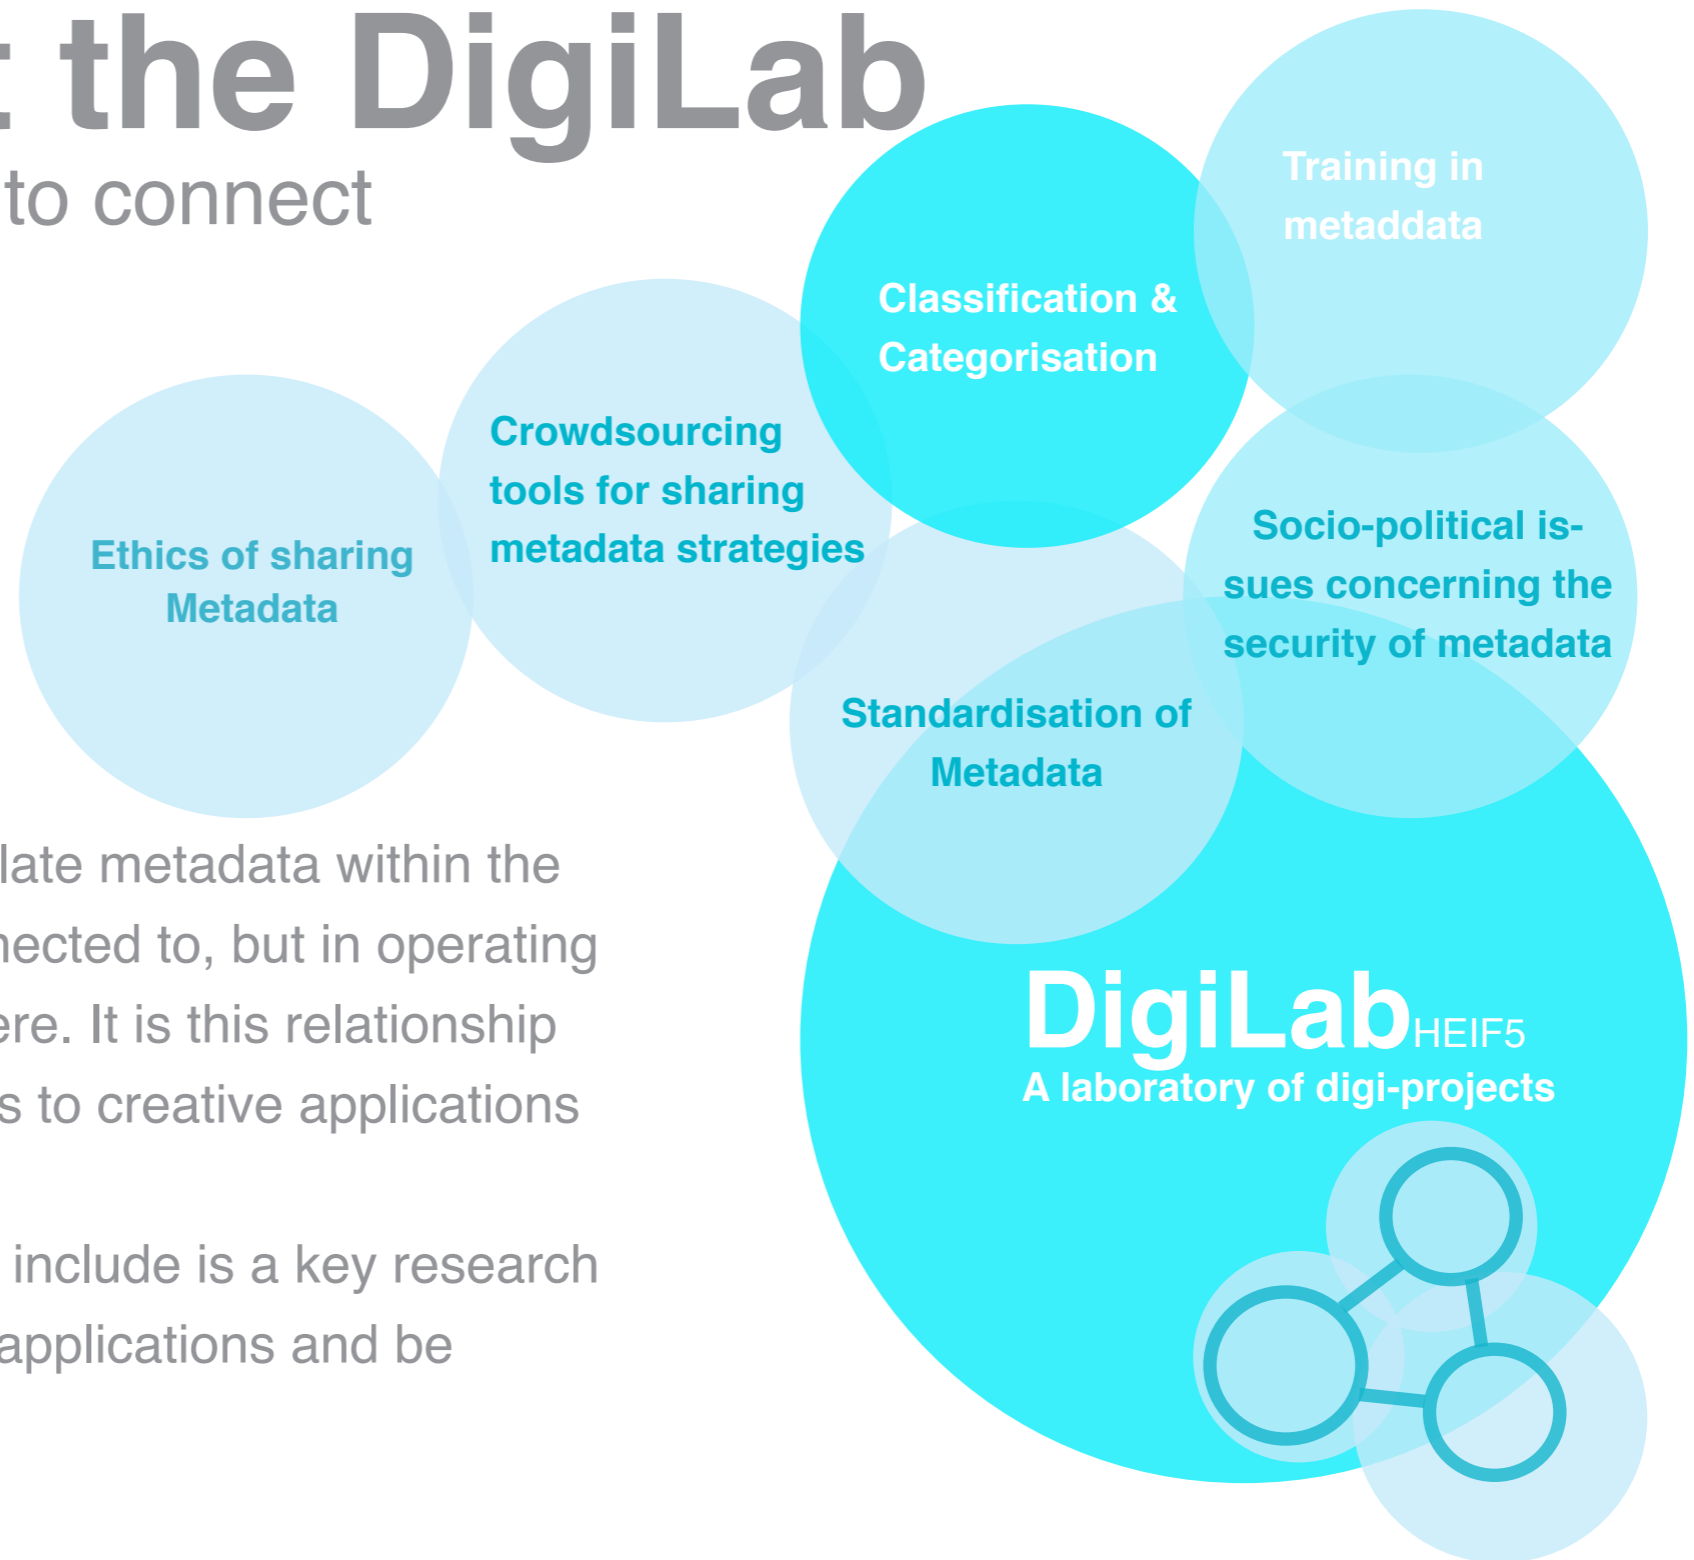 t the DigiLab
to connect
Training in
metaddata
Classification &
Categorisation
Crowdsourcing
tools for sharing
metadata strategies
Ethics of sharing
Metadata
Socio-political is-
sues concerning the
security of metadata
Standardisation of
Metadata
late metadata within the
nected to, but in operating
ere. It is this relationship
s to creative applications
include is a key research
applications and be
DigiLab HEIF5
A laboratory of digi-projects